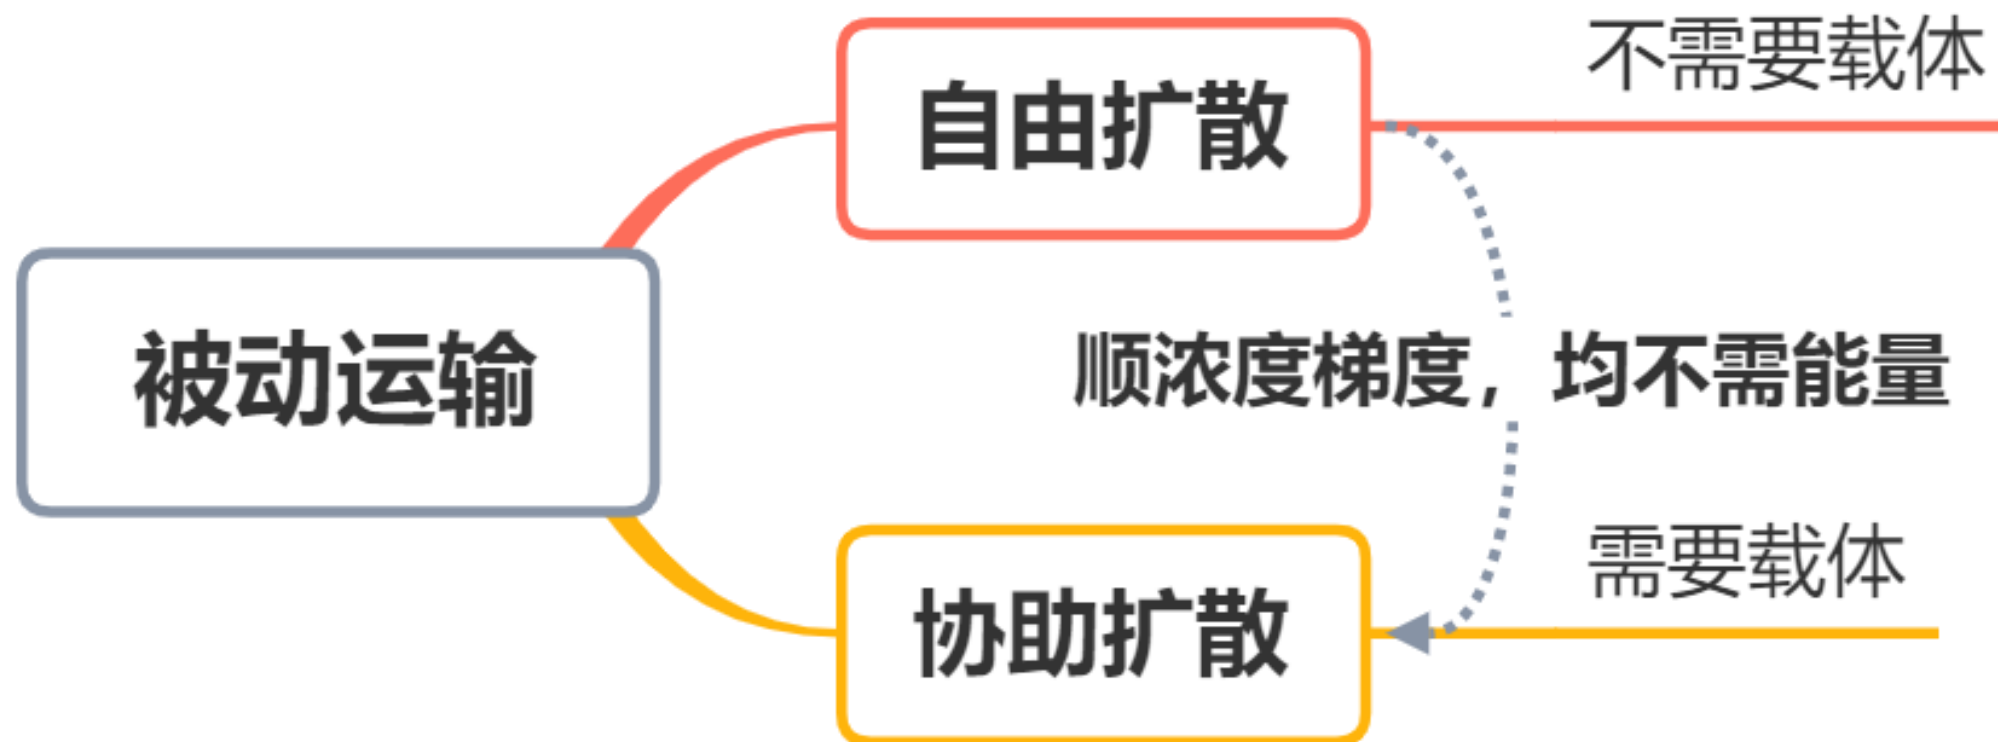 不需要载体
自由扩散
被动运输
顺浓度梯度，均不需能量
需要载体
协助扩散